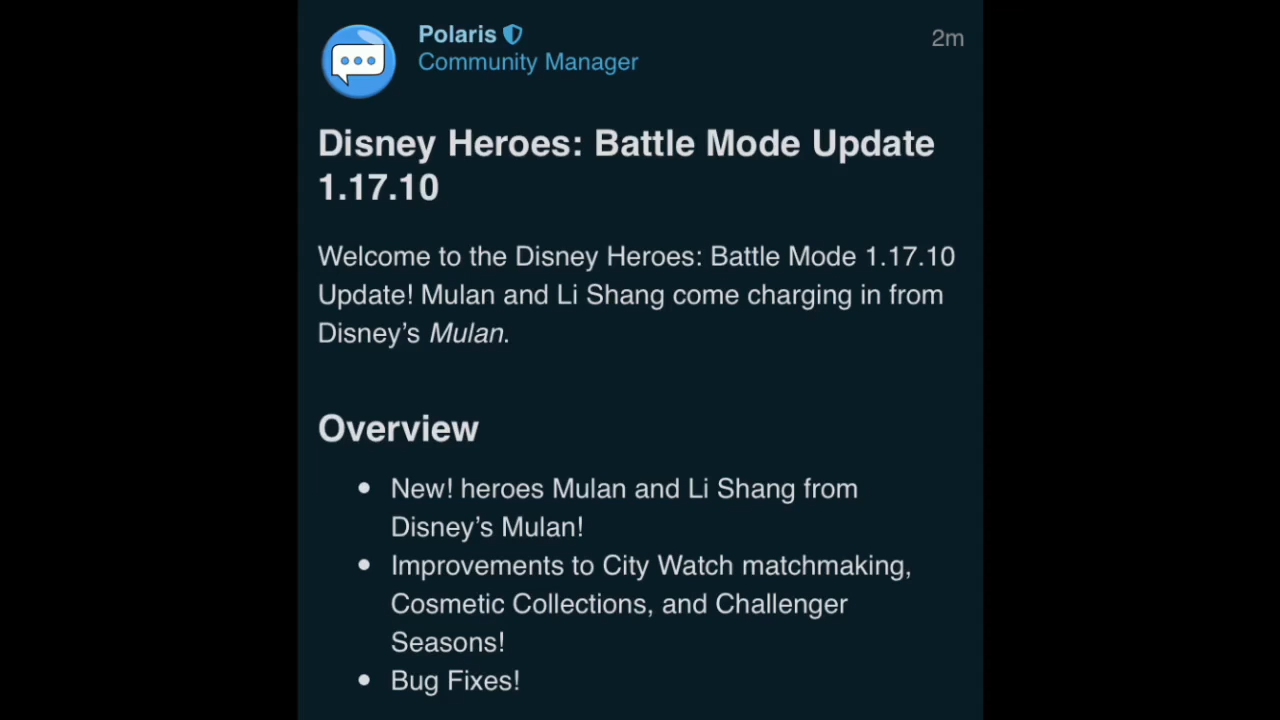 Polaris
2m
Community Manager
Disney Heroes: Battle Mode Update
1.17.10
Welcome to the Disney Heroes: Battle Mode 1.17.10
Update! Mulan and Li Shang come charging in from
Disney’s Mulan.
Overview
• New! heroes Mulan and Li Shang from
Disney’s Mulan!
• Improvements to City Watch matchmaking,
Cosmetic Collections, and Challenger
Seasons!
• Bug Fixes!